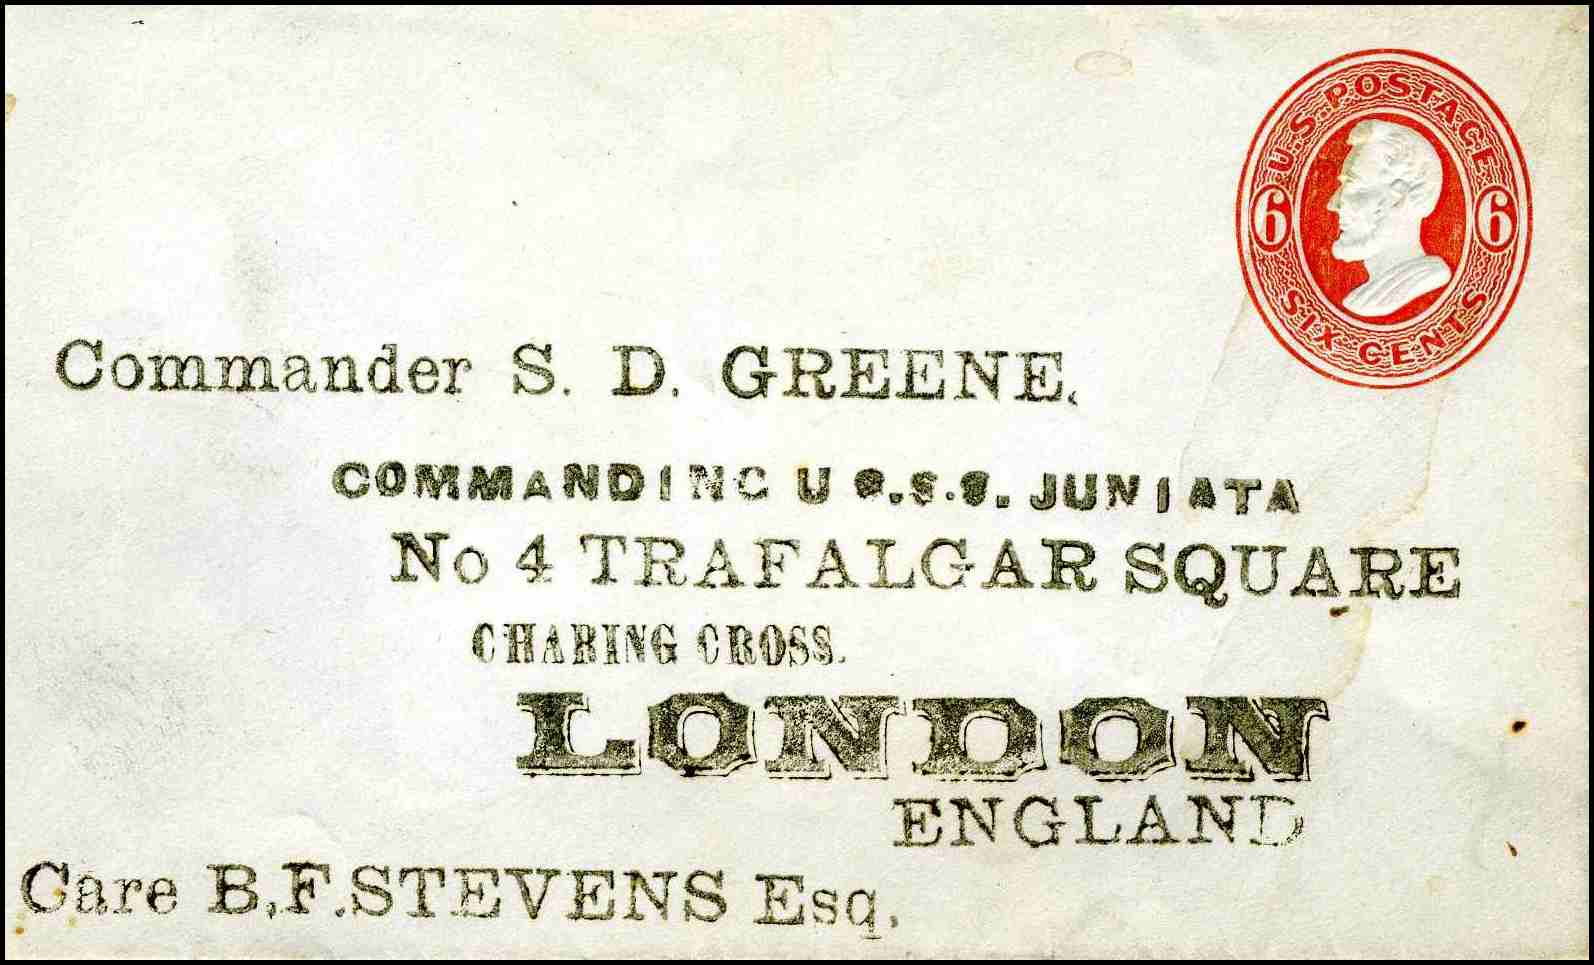 U.S. POSTAGE
6 6
SIX CENTS
Commander S. D. GREENE.
COMMANDING U.S.S. JUNIATA
No 4 TRAFALGAR SQUARE
CHARING CROSS.
LONDON
ENGLAND
Care B.F. STEVENS Esq.